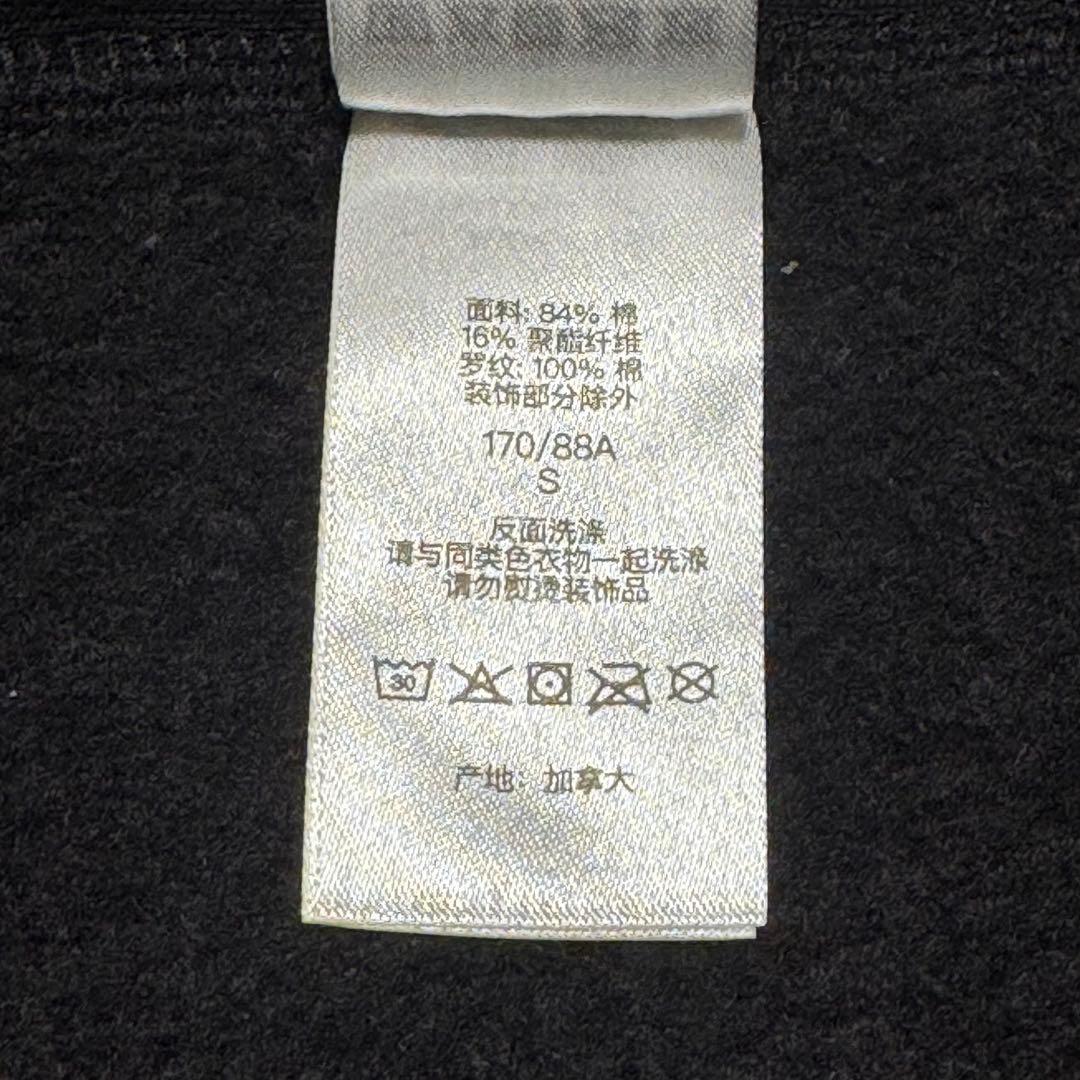 面料: 84% 棉
16% 聚酯纤维
罗纹: 100% 棉
装饰部分除外
170/88A
S
反面洗涤
请与同类色衣物一起洗涤
请勿熨烫装饰品
30
产地: 加拿大